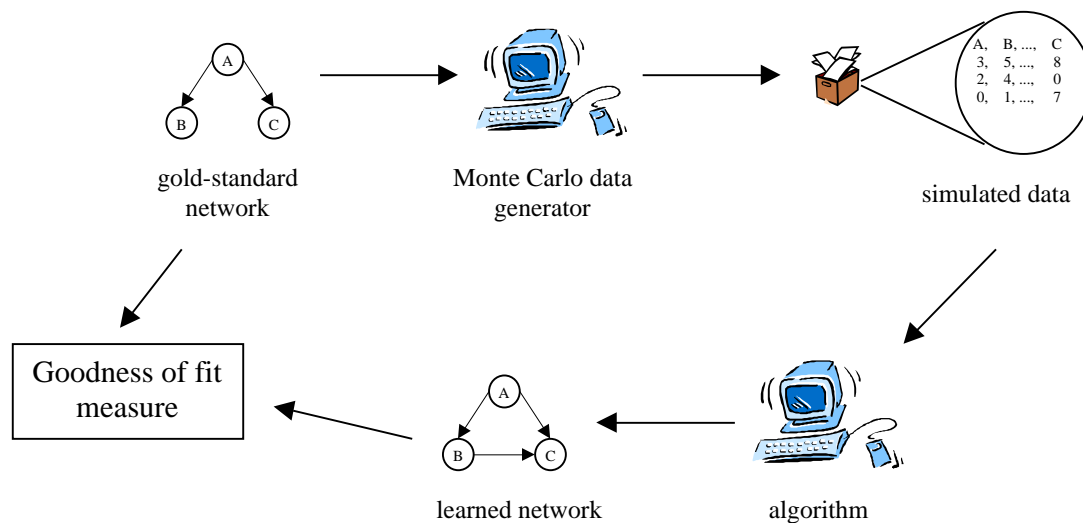 A
B C
gold-standard
network
Monte Carlo data
generator
A, B, ..., C
3, 5, ..., 8
2, 4, ..., 0
0, 1, ..., 7
simulated data
Goodness of fit
measure
A
B C
learned network
algorithm